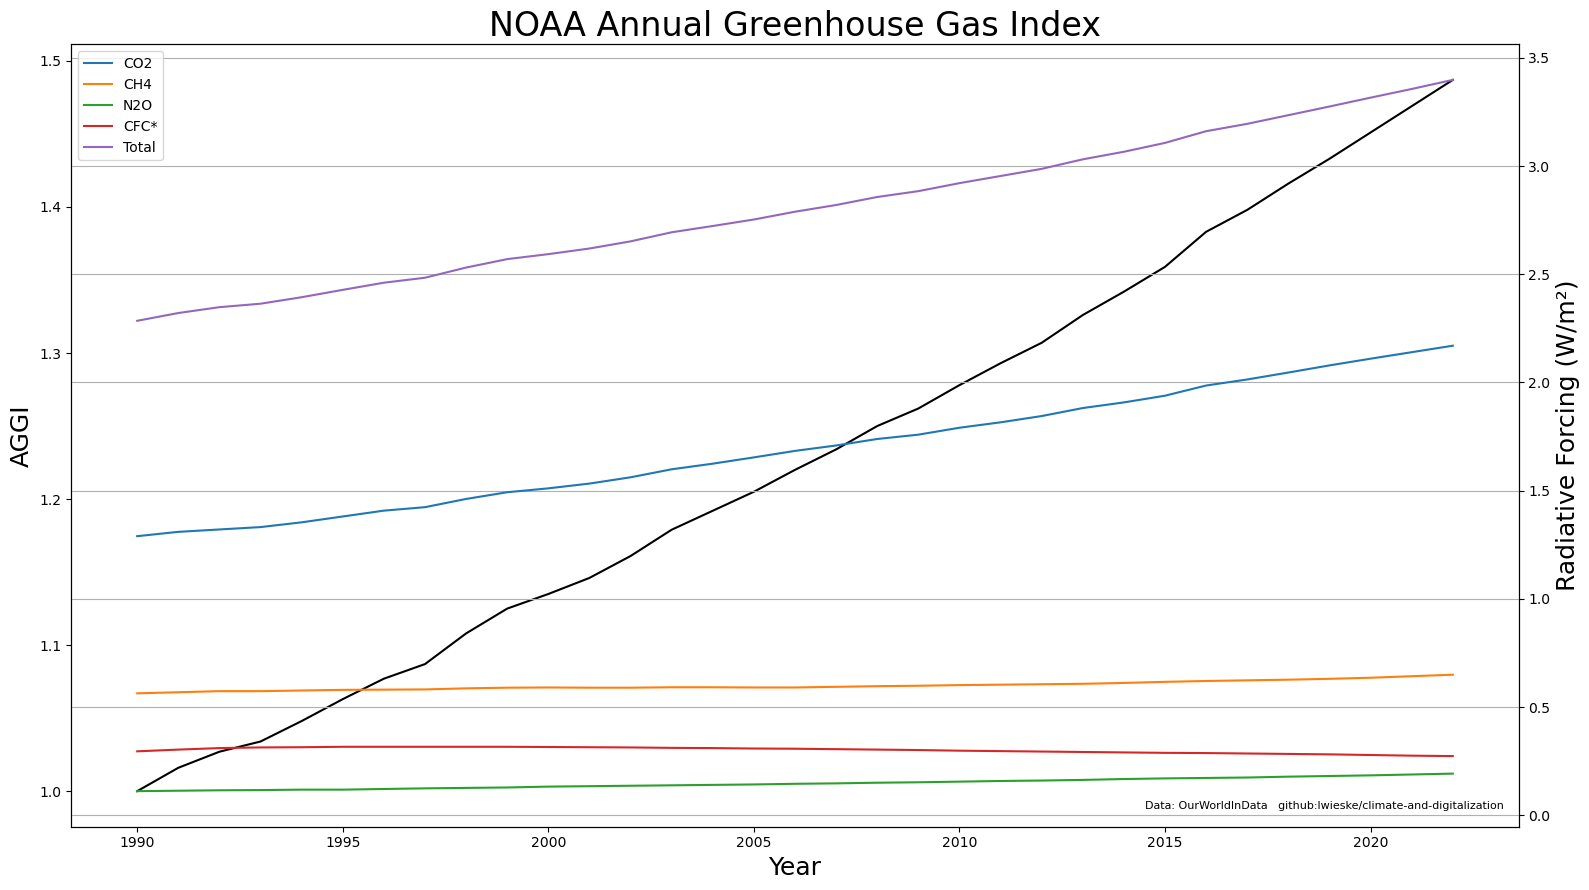 NOAA Annual Greenhouse Gas Index
CO2
CH4
N2O
CFC*
Total
1.5
1.4
1.3
1.2
1.1
1.0
AGGI
3.5
3.0
2.5
2.0
1.5
1.0
0.5
0.0
Radiative Forcing (W/m²)
Data: OurWorldInData github:lwieske/climate-and-digitalization
1990 1995 2000 2005 2010 2015 2020
Year